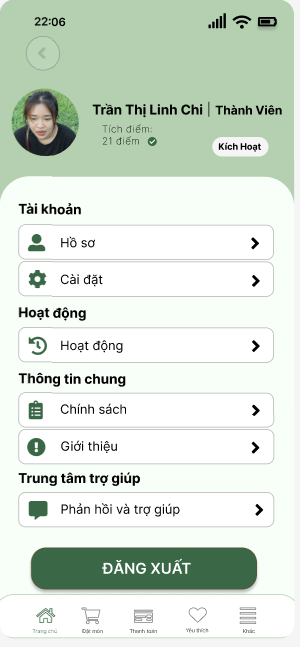 22:06
Trần Thị Linh Chi | Thành Viên
Tích điểm:
21 điểm
Kích Hoạt
Tài khoản
Hồ sơ
Cài đặt
Hoạt động
Hoạt động
Thông tin chung
Chính sách
Giới thiệu
Trung tâm trợ giúp
Phản hồi và trợ giúp
ĐĂNG XUẤT
Trang chủ Đặt món Thanh toán Yêu thích Khác